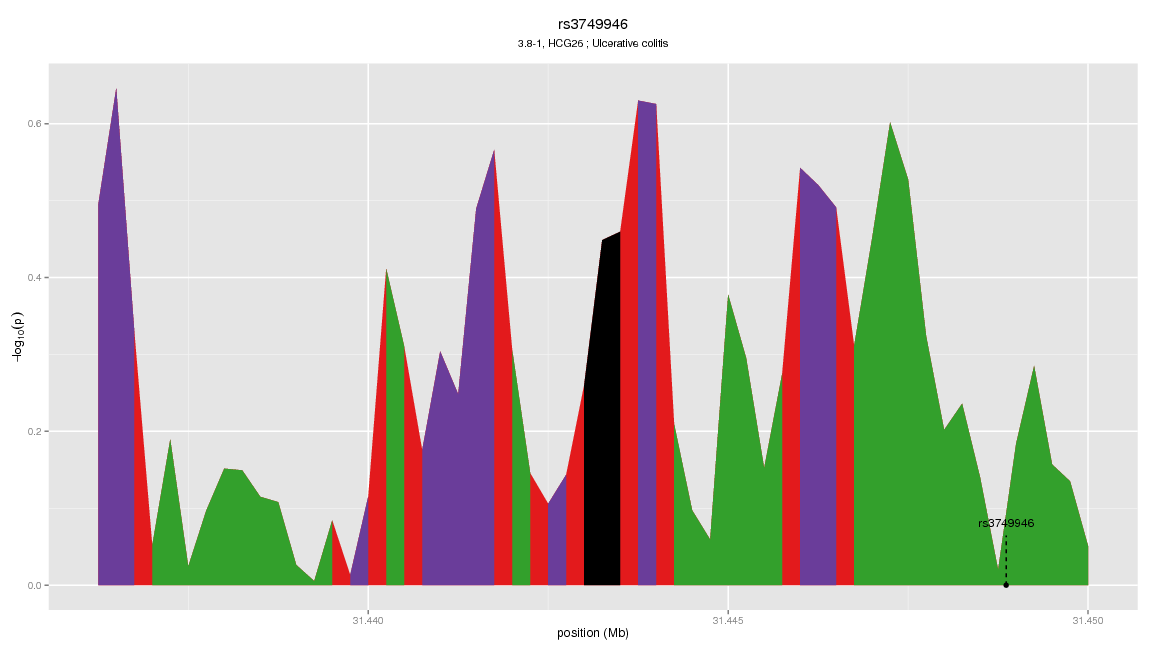 rs3749946
3.8-1, HCG26 ; Ulcerative colitis
0.6
0.4
0.2
0.0
−log10(p)
rs3749946
31.440
31.445
31.450
position (Mb)